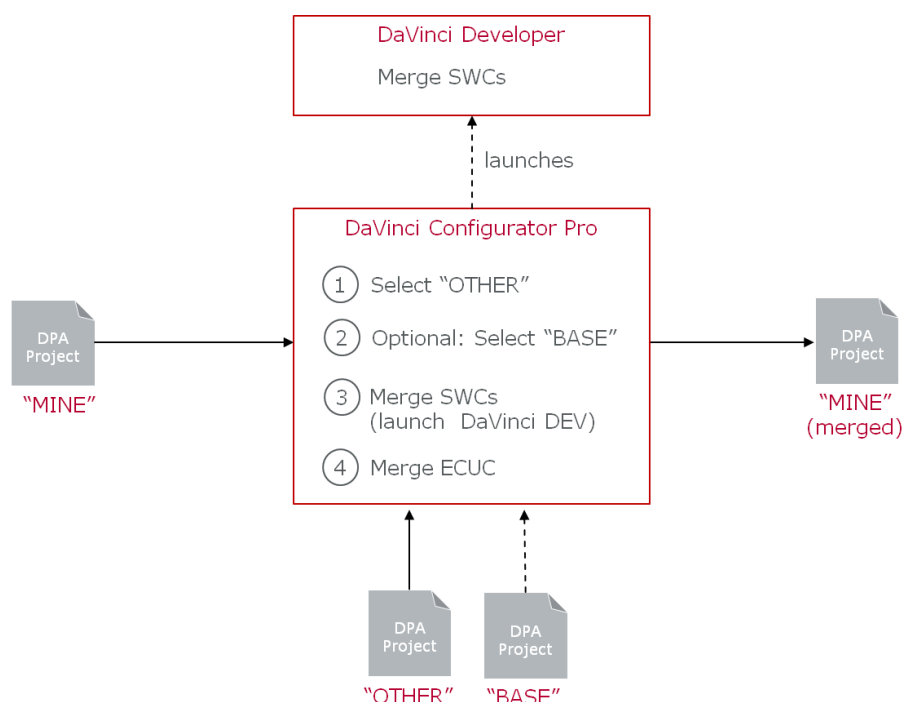 DaVinci Developer
Merge SWCs
launches
DaVinci Configurator Pro
1 Select “OTHER”
2 Optional: Select “BASE”
3 Merge SWCs
(launch DaVinci DEV)
4 Merge ECUC
DPA
Project
“MINE”
DPA
Project
“MINE”
(merged)
DPA
Project
“OTHER”
DPA
Project
“BASE”